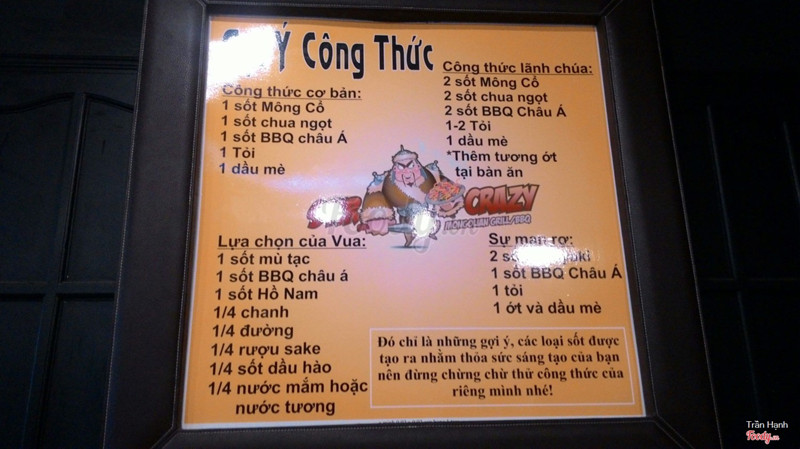 Ý Công Thức
Công thức cơ bản:
1 sốt Mông Cổ
1 sốt chua ngọt
1 sốt BBQ châu Á
1 Tỏi
1 dầu mè
Công thức lãnh chúa:
2 sốt Mông Cổ
2 sốt chua ngọt
2 sốt BBQ Châu Á
1-2 Tỏi
1 dầu mè
*Thêm tương ớt
tại bàn ăn
CRAZY
MONGOLIAN GRILL/BBQ
Lựa chọn của Vua:
1 sốt mù tạc
1 sốt BBQ châu á
1 sốt Hồ Nam
1/4 chanh
1/4 đường
1/4 rượu sake
1/4 sốt dầu hào
1/4 nước mắm hoặc
nước tương
Sự man rợ:
2
1 sốt BBQ Châu Á
1 tỏi
1 ớt và dầu mè
Đó chỉ là những gợi ý, các loại sốt được
tạo ra nhằm thỏa sức sáng tạo của bạn
nên đừng chừng chừ thử công thức của
riêng mình nhé!
Trần Hạnh
Foody.vn